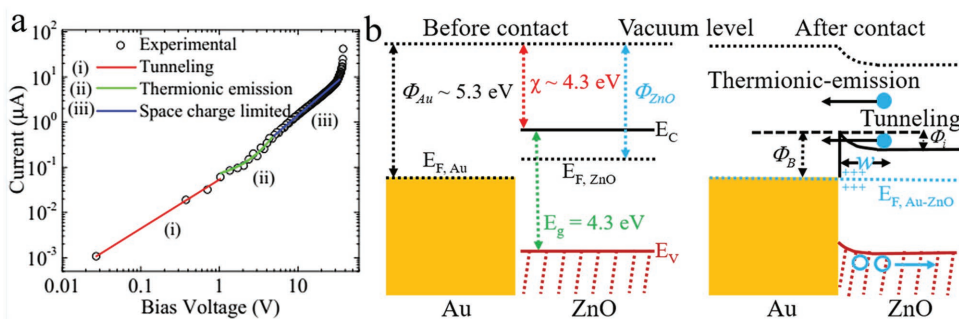 a
Current (µA)
10²
10¹
10⁰
10⁻¹
10⁻²
10⁻³
Experimental
(i) Tunneling
(ii) Thermionic emission
(iii) Space charge limited
(iii)
(ii)
(i)
0.01 0.1 1 10 100
Bias Voltage (V)
b
Before contact Vacuum level After contact
Φ_Au ~ 5.3 eV
χ ~ 4.3 eV
Φ_ZnO
E_C
E_F, Au
E_F, ZnO
E_g = 4.3 eV
E_V
Au ZnO
Thermionic-emission
Tunneling
Φ_i
Φ_B
W
+++
+++
E_F, Au-ZnO
Au ZnO